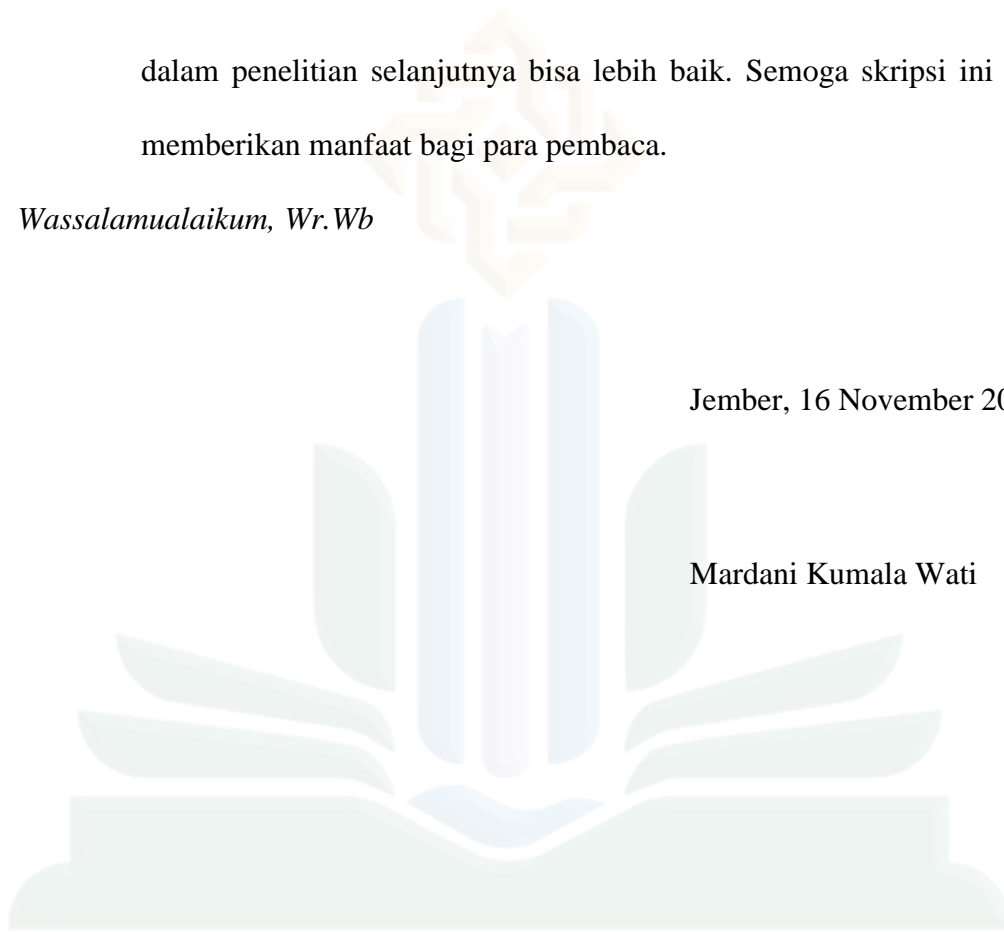 dalam penelitian selanjutnya bisa lebih baik. Semoga skripsi ini
memberikan manfaat bagi para pembaca.
Wassalamualaikum, Wr.Wb
Jember, 16 November 20
Mardani Kumala Wati